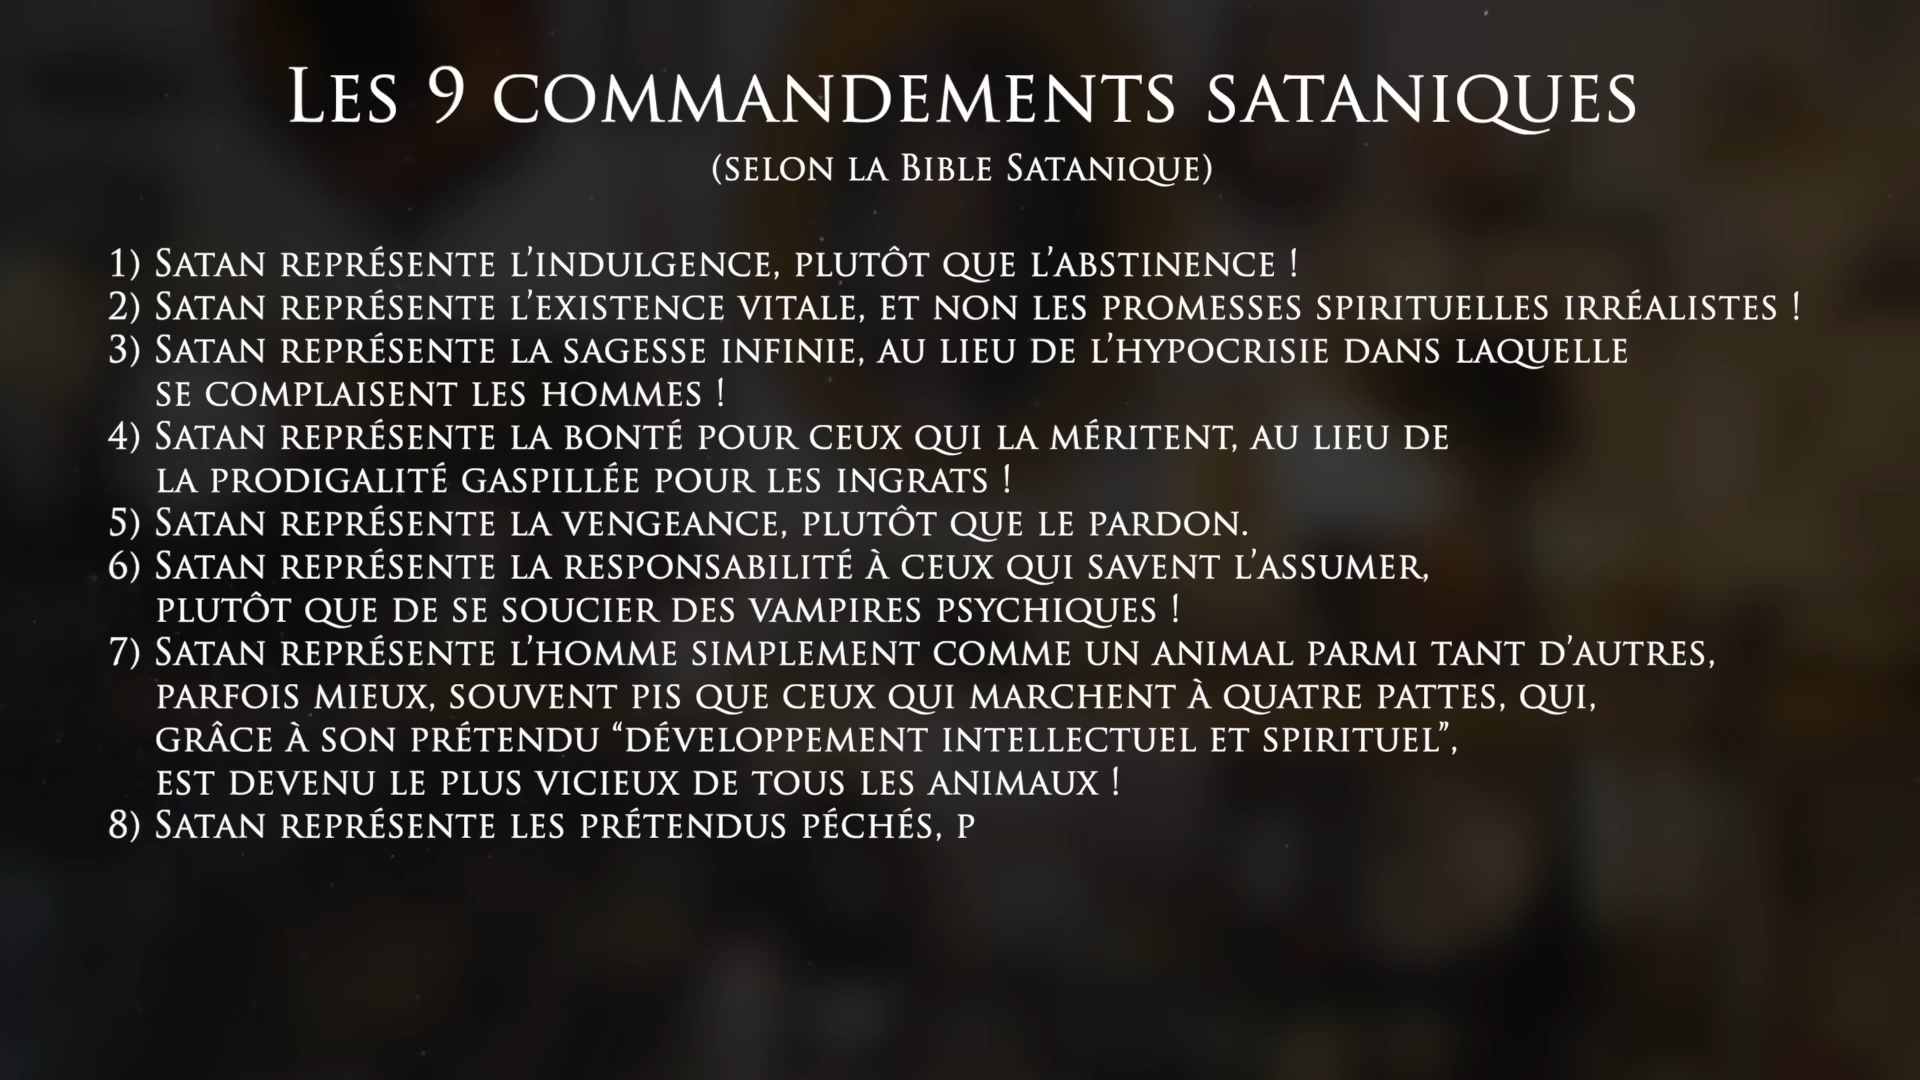 Les 9 commandements sataniques
(selon la Bible Satanique)
1) Satan représente l’indulgence, plutôt que l’abstinence !
2) Satan représente l’existence vitale, et non les promesses spirituelles irréalistes !
3) Satan représente la sagesse infinie, au lieu de l’hypocrisie dans laquelle
se complaisent les hommes !
4) Satan représente la bonté pour ceux qui la méritent, au lieu de
la prodigalité gaspillée pour les ingrats !
5) Satan représente la vengeance, plutôt que le pardon.
6) Satan représente la responsabilité à ceux qui savent l’assumer,
plutôt que de se soucier des vampires psychiques !
7) Satan représente l’homme simplement comme un animal parmi tant d’autres,
parfois mieux, souvent pis que ceux qui marchent à quatre pattes, qui,
grâce à son prétendu “développement intellectuel et spirituel”,
est devenu le plus vicieux de tous les animaux !
8) Satan représente les prétendus péchés, p